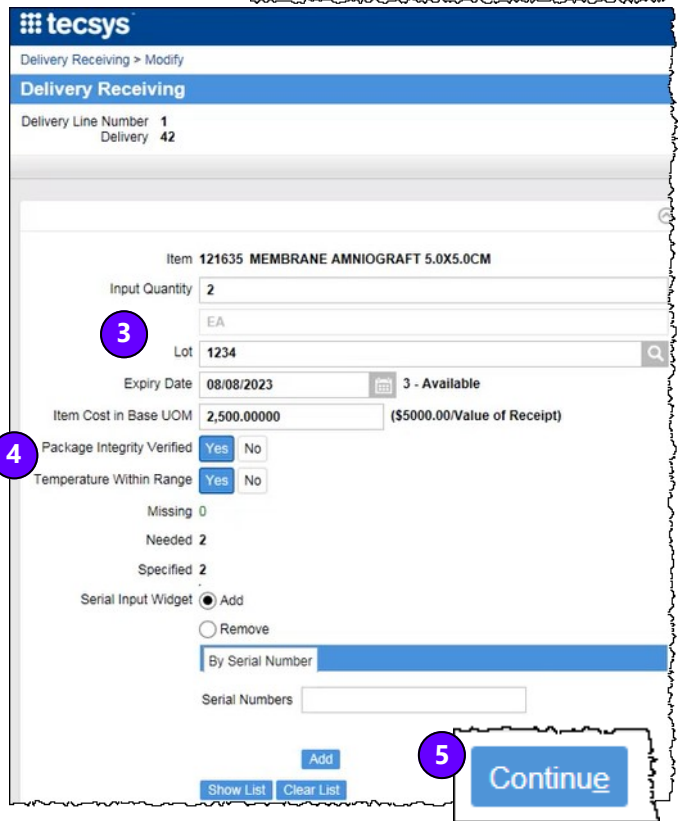 tecsys
Delivery Receiving > Modify
Delivery Receiving
Delivery Line Number 1
Delivery 42
Item 121635 MEMBRANE AMNIOGRAFT 5.0X5.0CM
Input Quantity 2
EA
3
Lot 1234
Expiry Date 08/08/2023 3 - Available
Item Cost in Base UOM 2,500.00000 ($5000.00/Value of Receipt)
4
Package Integrity Verified Yes No
Temperature Within Range Yes No
Missing 0
Needed 2
Specified 2
Serial Input Widget Add
Remove
By Serial Number
Serial Numbers
Add
5
Continue
Show List Clear List